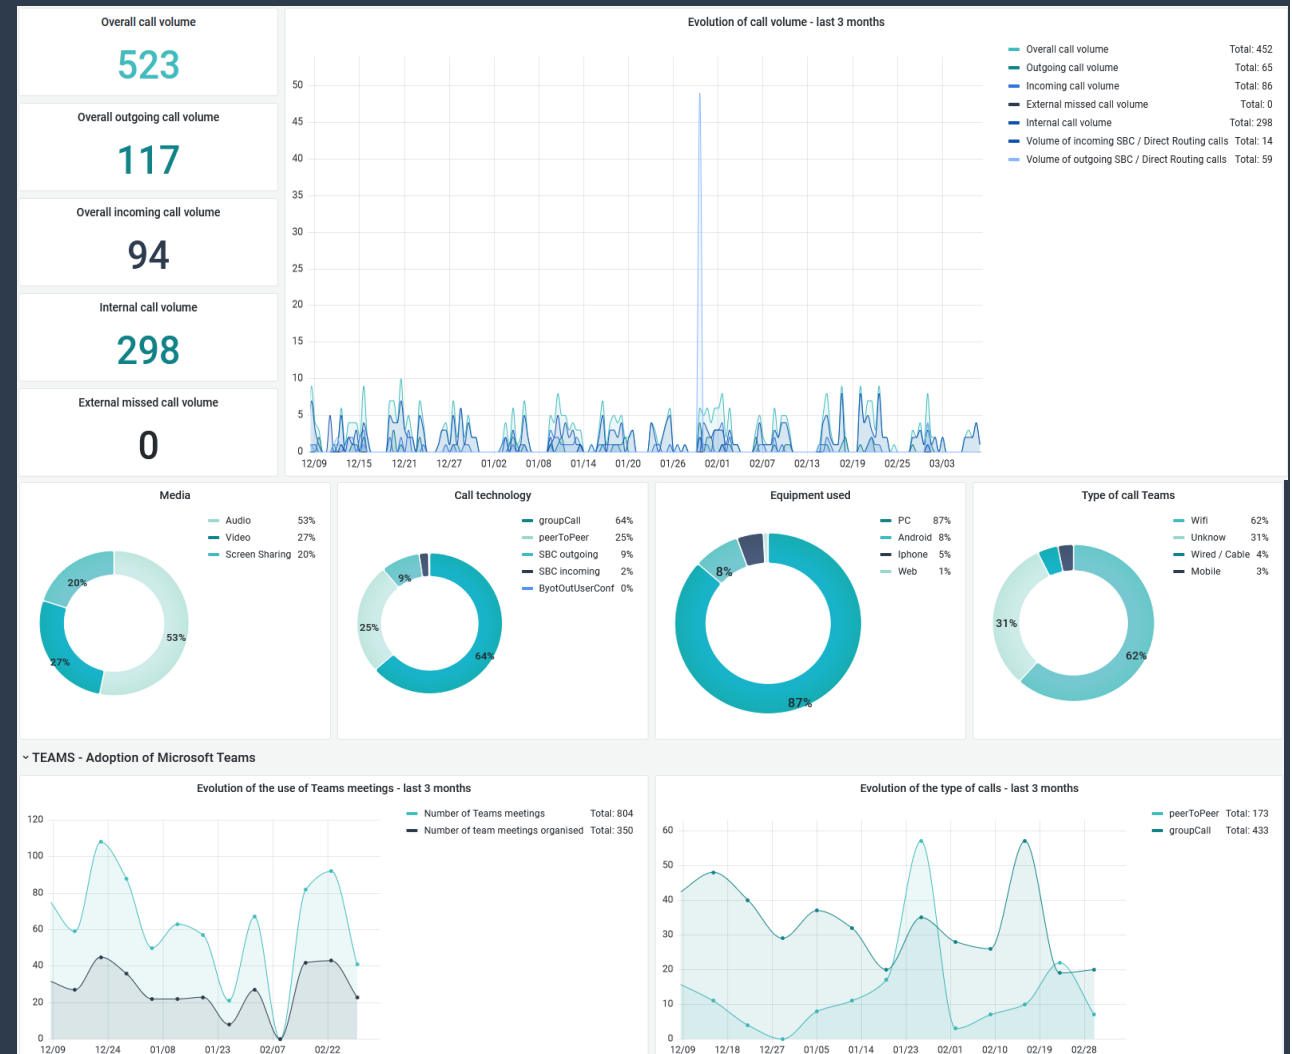 Overall call volume
523
Overall outgoing call volume
117
Overall incoming call volume
94
Internal call volume
298
External missed call volume
0
Evolution of call volume - last 3 months
50
45
40
35
30
25
20
15
10
5
0
12/09 12/15 12/21 12/27 01/02 01/08 01/14 01/20 01/26 02/01 02/07 02/13 02/19 02/25 03/03
Overall call volume Total: 452
Outgoing call volume Total: 65
Incoming call volume Total: 86
External missed call volume Total: 0
Internal call volume Total: 298
Volume of incoming SBC / Direct Routing calls Total: 14
Volume of outgoing SBC / Direct Routing calls Total: 59
Media
Audio 53%
Video 27%
Screen Sharing 20%
20%
53%
27%
Call technology
groupCall 64%
peerToPeer 25%
SBC outgoing 9%
SBC incoming 2%
ByotOutUserConf 0%
9%
25%
64%
Equipment used
PC 87%
Android 8%
Iphone 5%
Web 1%
8%
87%
Type of call Teams
Wifi 62%
Unknow 31%
Wired / Cable 4%
Mobile 3%
31%
62%
TEAMS - Adoption of Microsoft Teams
Evolution of the use of Teams meetings - last 3 months
Number of Teams meetings Total: 804
Number of team meetings organised Total: 350
120
100
80
60
40
20
0
12/09 12/24 01/08 01/23 02/07 02/22
Evolution of the type of calls - last 3 months
peerToPeer Total: 173
groupCall Total: 433
60
50
40
30
20
10
0
12/09 12/18 12/27 01/05 01/14 01/23 02/01 02/10 02/19 02/28